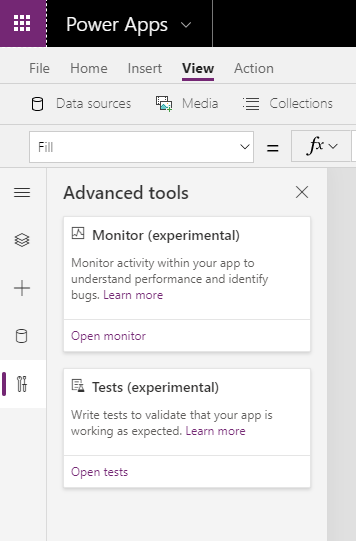 Power Apps
File Home Insert View Action
Data sources Media Collections
Fill = fx
Advanced tools
Monitor (experimental)
Monitor activity within your app to
understand performance and identify
bugs. Learn more
Open monitor
Tests (experimental)
Write tests to validate that your app is
working as expected. Learn more
Open tests